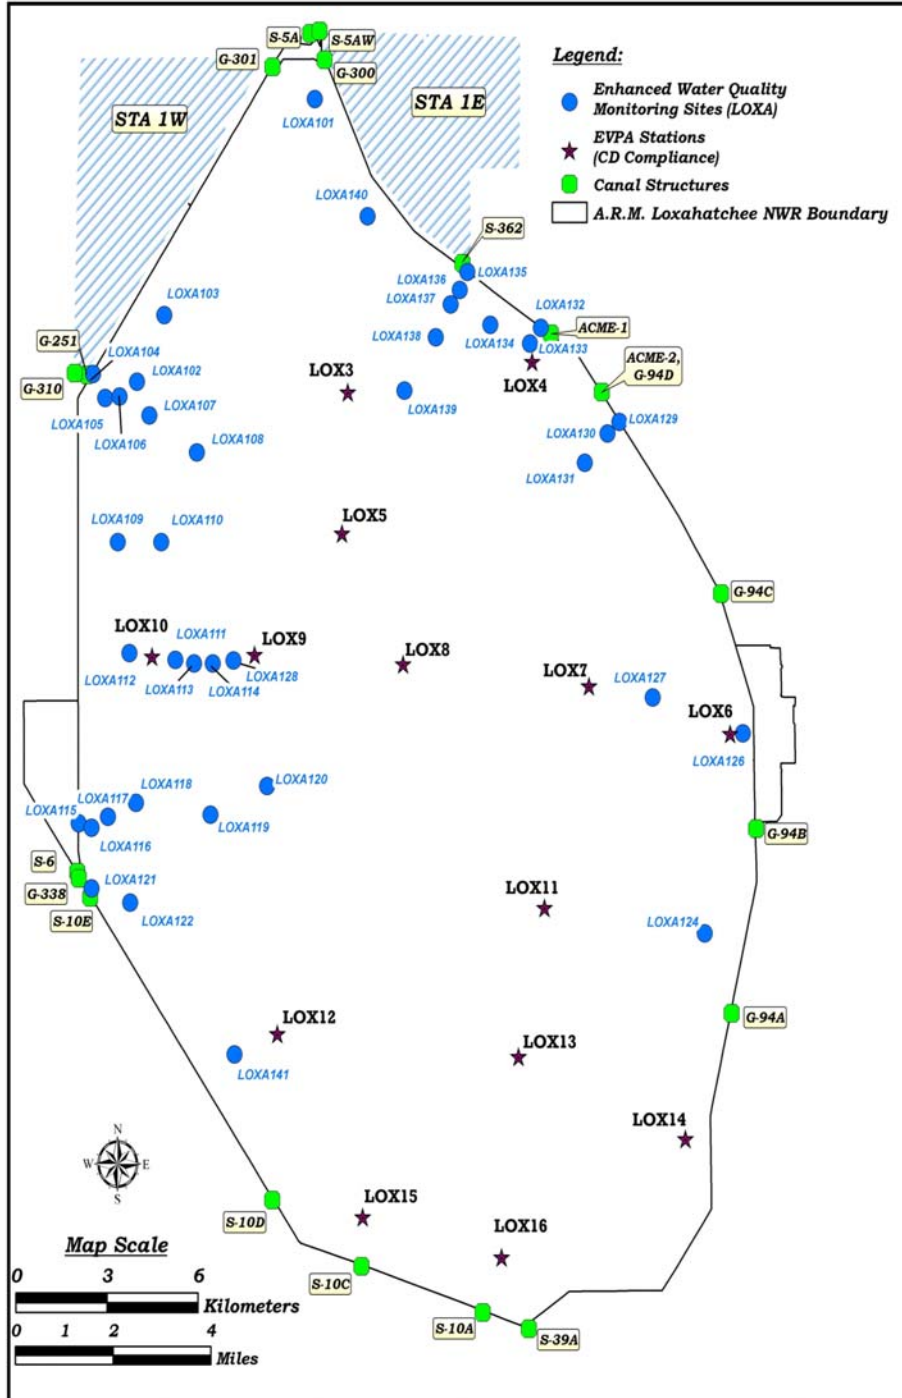 S-5A
S-5AW
G-301
G-300
Legend:
Enhanced Water Quality
Monitoring Sites (LOXA)
EVPA Stations
(CD Compliance)
Canal Structures
A.R.M. Loxahatchee NWR Boundary
STA 1W
STA 1E
LOXA101
LOXA140
S-362
LOXA135
LOXA136
LOXA137
LOXA103
LOXA132
ACME-1
LOXA138
LOXA134
LOXA133
G-251
LOXA104
G-310
LOXA102
LOX3
LOX4
ACME-2,
G-94D
LOXA139
LOXA107
LOXA105
LOXA106
LOXA129
LOXA130
LOXA108
LOXA131
LOX5
LOXA109
LOXA110
G-94C
LOX10
LOXA111
LOX9
LOX8
LOX7
LOXA112
LOXA113
LOXA114
LOXA128
LOXA127
LOX6
LOXA126
LOXA118
LOXA120
LOXA117
LOXA115
LOXA119
LOXA116
G-94B
S-6
LOXA121
G-338
S-10E
LOXA122
LOX11
LOXA124
G-94A
LOX12
LOX13
LOXA141
LOX14
N
W
E
S
LOX15
S-10D
LOX16
S-10C
S-10A
S-39A
Map Scale
0 3 6
Kilometers
0 1 2 4
Miles